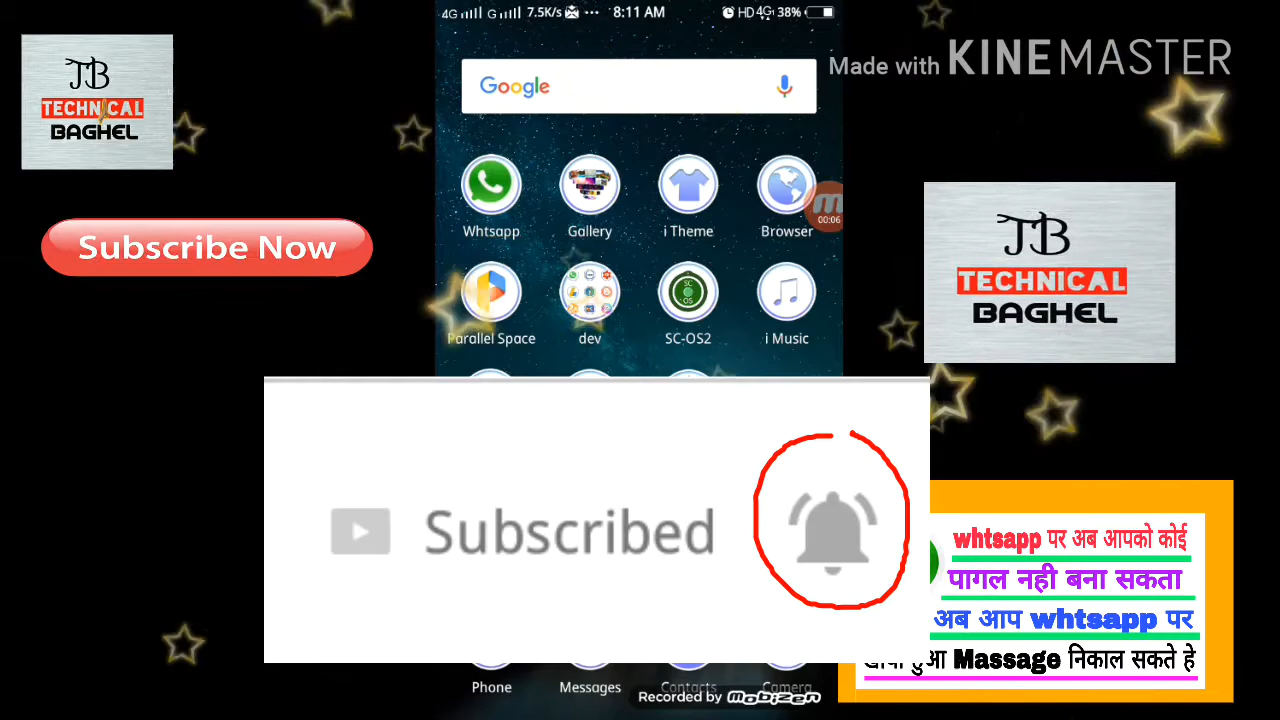 4G G 7.5K/s ... 8:11 AM HD 4G 38%
Made with KINEMASTER
Google
JB
TECHNICAL
BAGHEL
Subscribe Now
Whtsapp Gallery i Theme Browser
00:06
JB
TECHNICAL
BAGHEL
SC
OS
Parallel Space dev SC-OS2 i Music
Subscribed
whtsapp पर अब आपको कोई
पागल नही बना सकता
अब आप whtsapp पर
हुआ Massage निकाल सकते हे
Phone Messages Contacts Camera
Recorded by mobizen